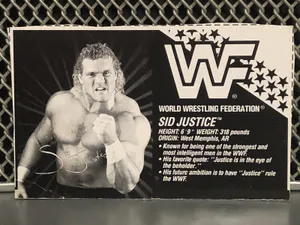 WF
®
WORLD WRESTLING FEDERATION®
SID JUSTICE™
HEIGHT: 6'9" WEIGHT: 318 pounds
ORIGIN: West Memphis, AR
• Known for being one of the strongest and
most intelligent men in the WWF.
• His favorite quote: "Justice is in the eye of
the beholder."
• His future ambition is to have "Justice" rule
the WWF.